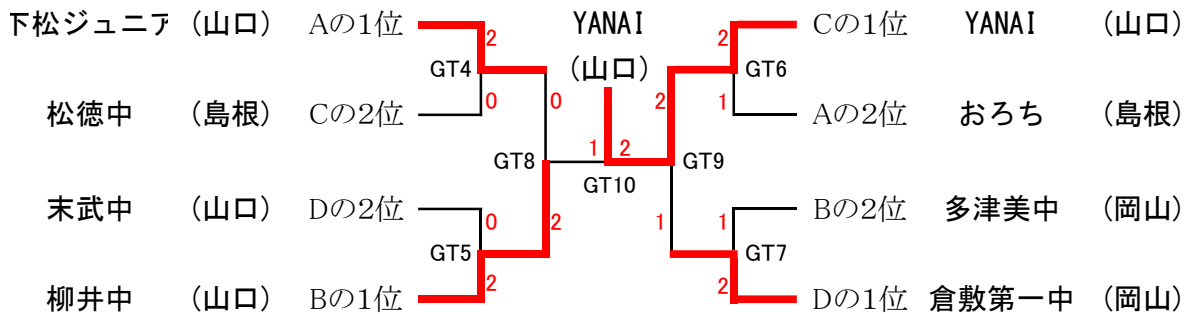 下松ジュニア (山口) Aの1位 2 YANAI 2 Cの1位 YANAI (山口)
GT4 (山口) GT6
松徳中 (島根) Cの2位 0 0 2 1 Aの2位 おろち (島根)
GT8 1 2 GT9
GT10
末武中 (山口) Dの2位 0 2 1 1 Bの2位 多津美中 (岡山)
GT5 GT7
柳井中 (山口) Bの1位 2 2 Dの1位 倉敷第一中 (岡山)